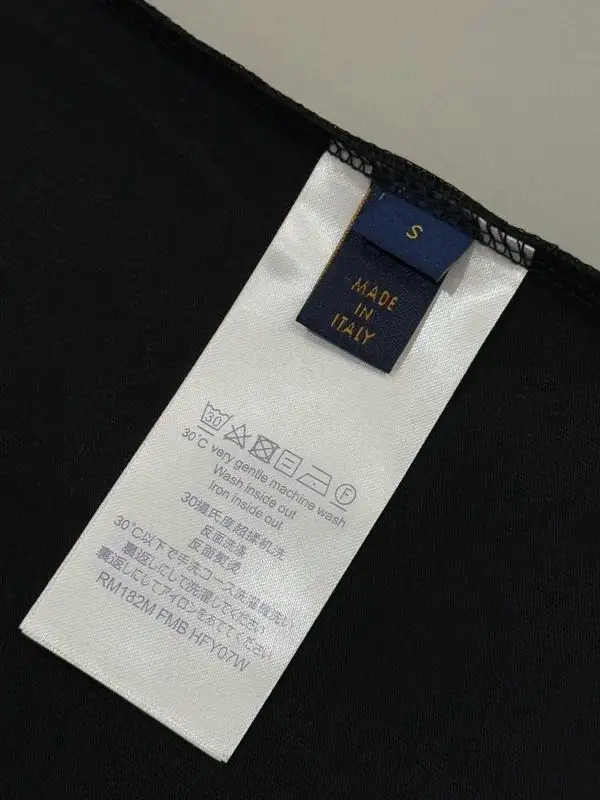 S
MADE
IN
ITALY
30
F
30°C very gentle machine wash
Wash inside out
Iron inside out
30摄氏度超揉机洗
反面洗涤
反面熨烫
30℃以下で手洗コース洗濯機洗い
裏返しにして洗濯してください
裏返しにしてアイロンをあててください
RM182M FMB HFY07W